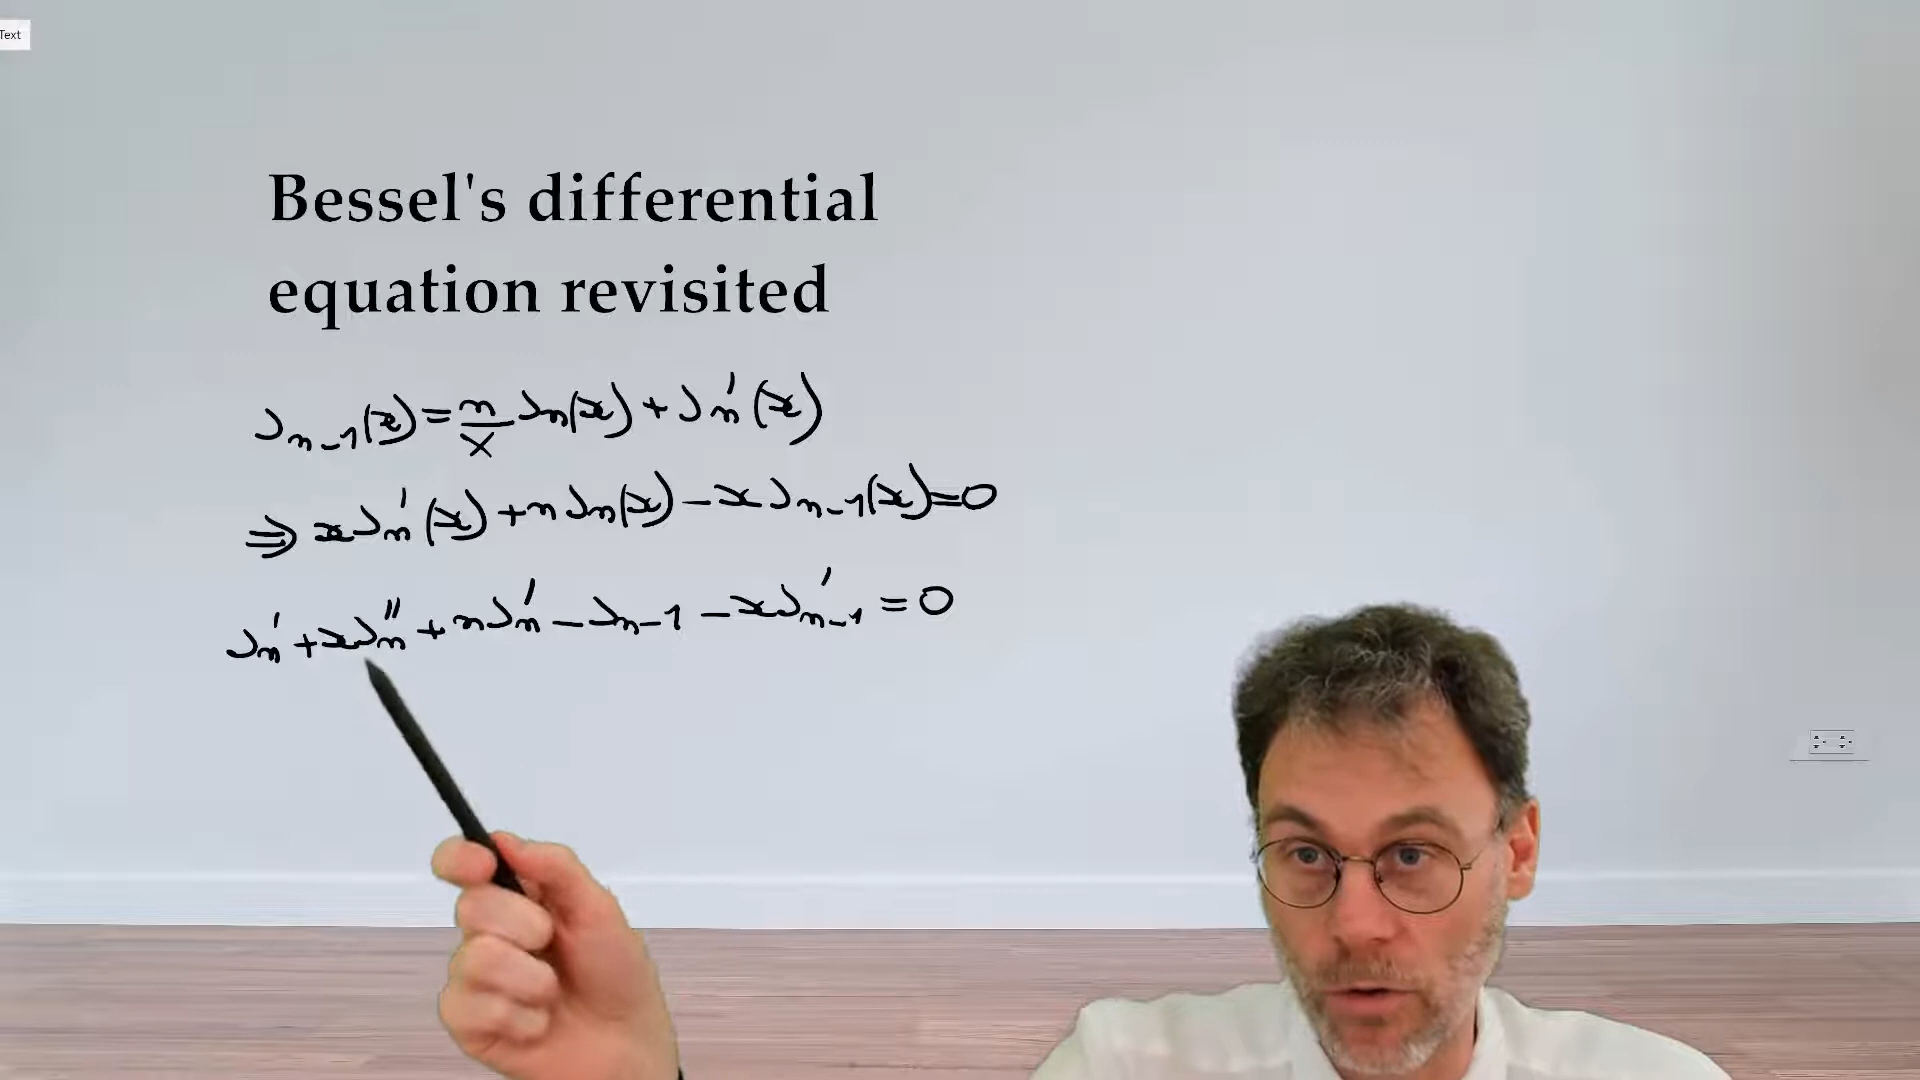 Text
Bessel's differential
equation revisited
J_{n-1}(x) = n/x J_n(x) + J_n'(x)
⇒ xJ_n'(x) + nJ_n(x) - xJ_{n-1}(x) = 0
J_n' + xJ_n'' + nJ_n' - J_{n-1} - xJ_{n-1}' = 0